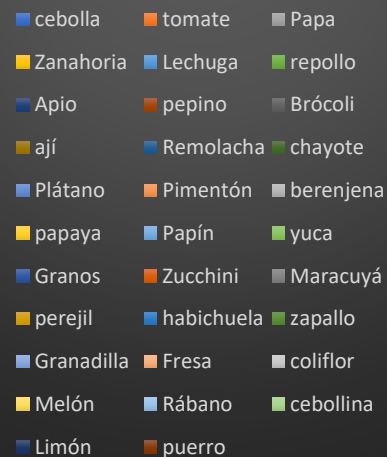 cebolla tomate Papa
Zanahoria Lechuga repollo
Apio pepino Brócoli
ají Remolacha chayote
Plátano Pimentón berenjena
papaya Papín yuca
Granos Zucchini Maracuyá
perejil habichuela zapallo
Granadilla Fresa coliflor
Melón Rábano cebollina
Limón puerro